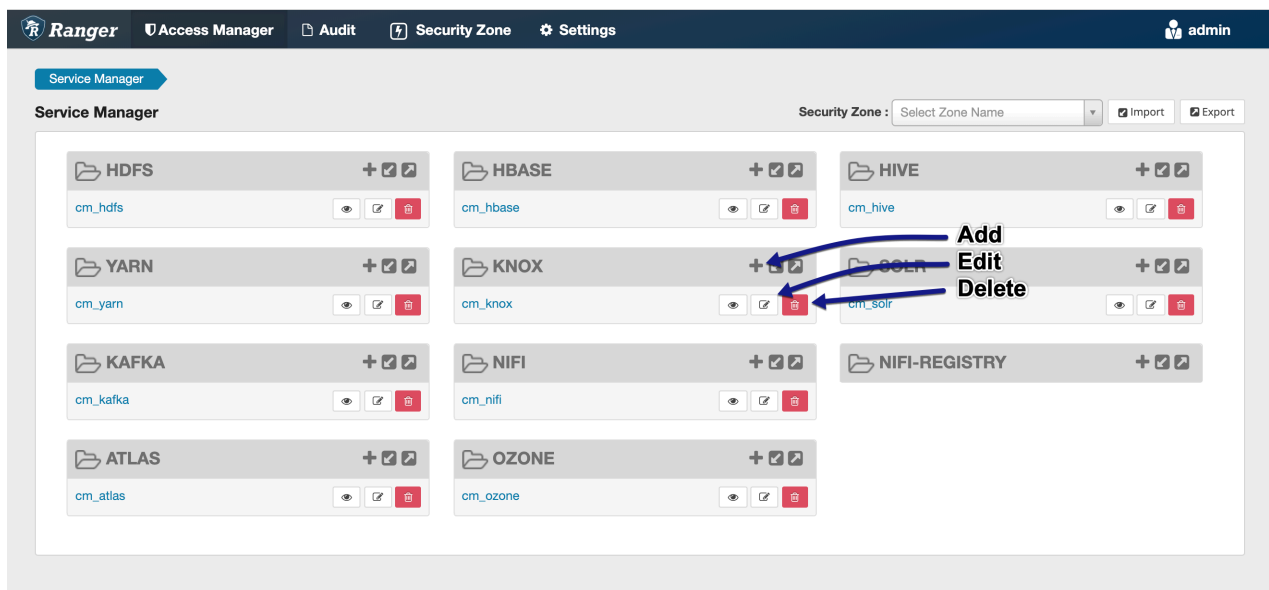 Ranger Access Manager Audit Security Zone Settings admin
Service Manager
Service Manager Security Zone : Select Zone Name Import Export
HDFS HBASE HIVE
cm_hdfs cm_hbase cm_hive
Add
YARN KNOX SOLR Edit
Delete
cm_yarn cm_knox cm_solr
KAFKA NIFI NIFI-REGISTRY
cm_kafka cm_nifi
ATLAS OZONE
cm_atlas cm_ozone